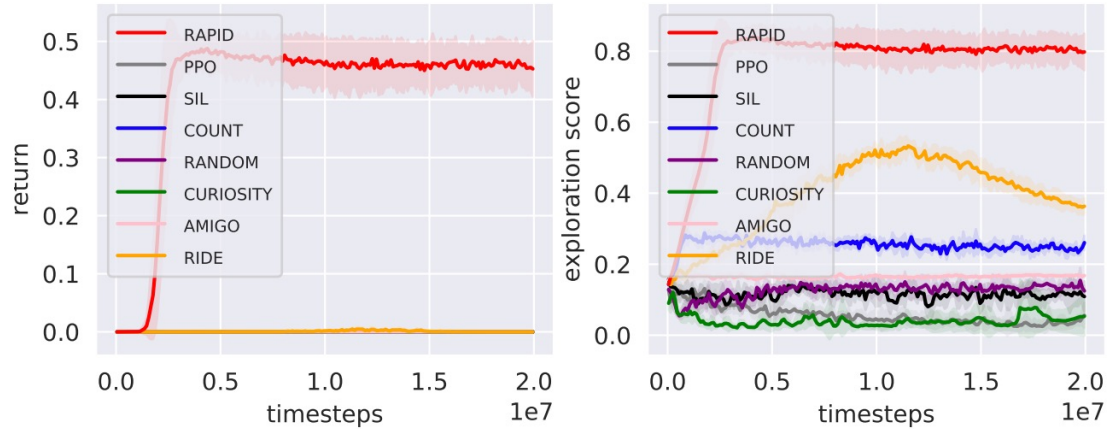 return
0.5
0.4
0.3
0.2
0.1
0.0
RAPID
PPO
SIL
COUNT
RANDOM
CURIOSITY
AMIGO
RIDE
0.0 0.5 1.0 1.5 2.0
1e7
timesteps
exploration score
0.8
0.6
0.4
0.2
0.0
RAPID
PPO
SIL
COUNT
RANDOM
CURIOSITY
AMIGO
RIDE
0.0 0.5 1.0 1.5 2.0
1e7
timesteps